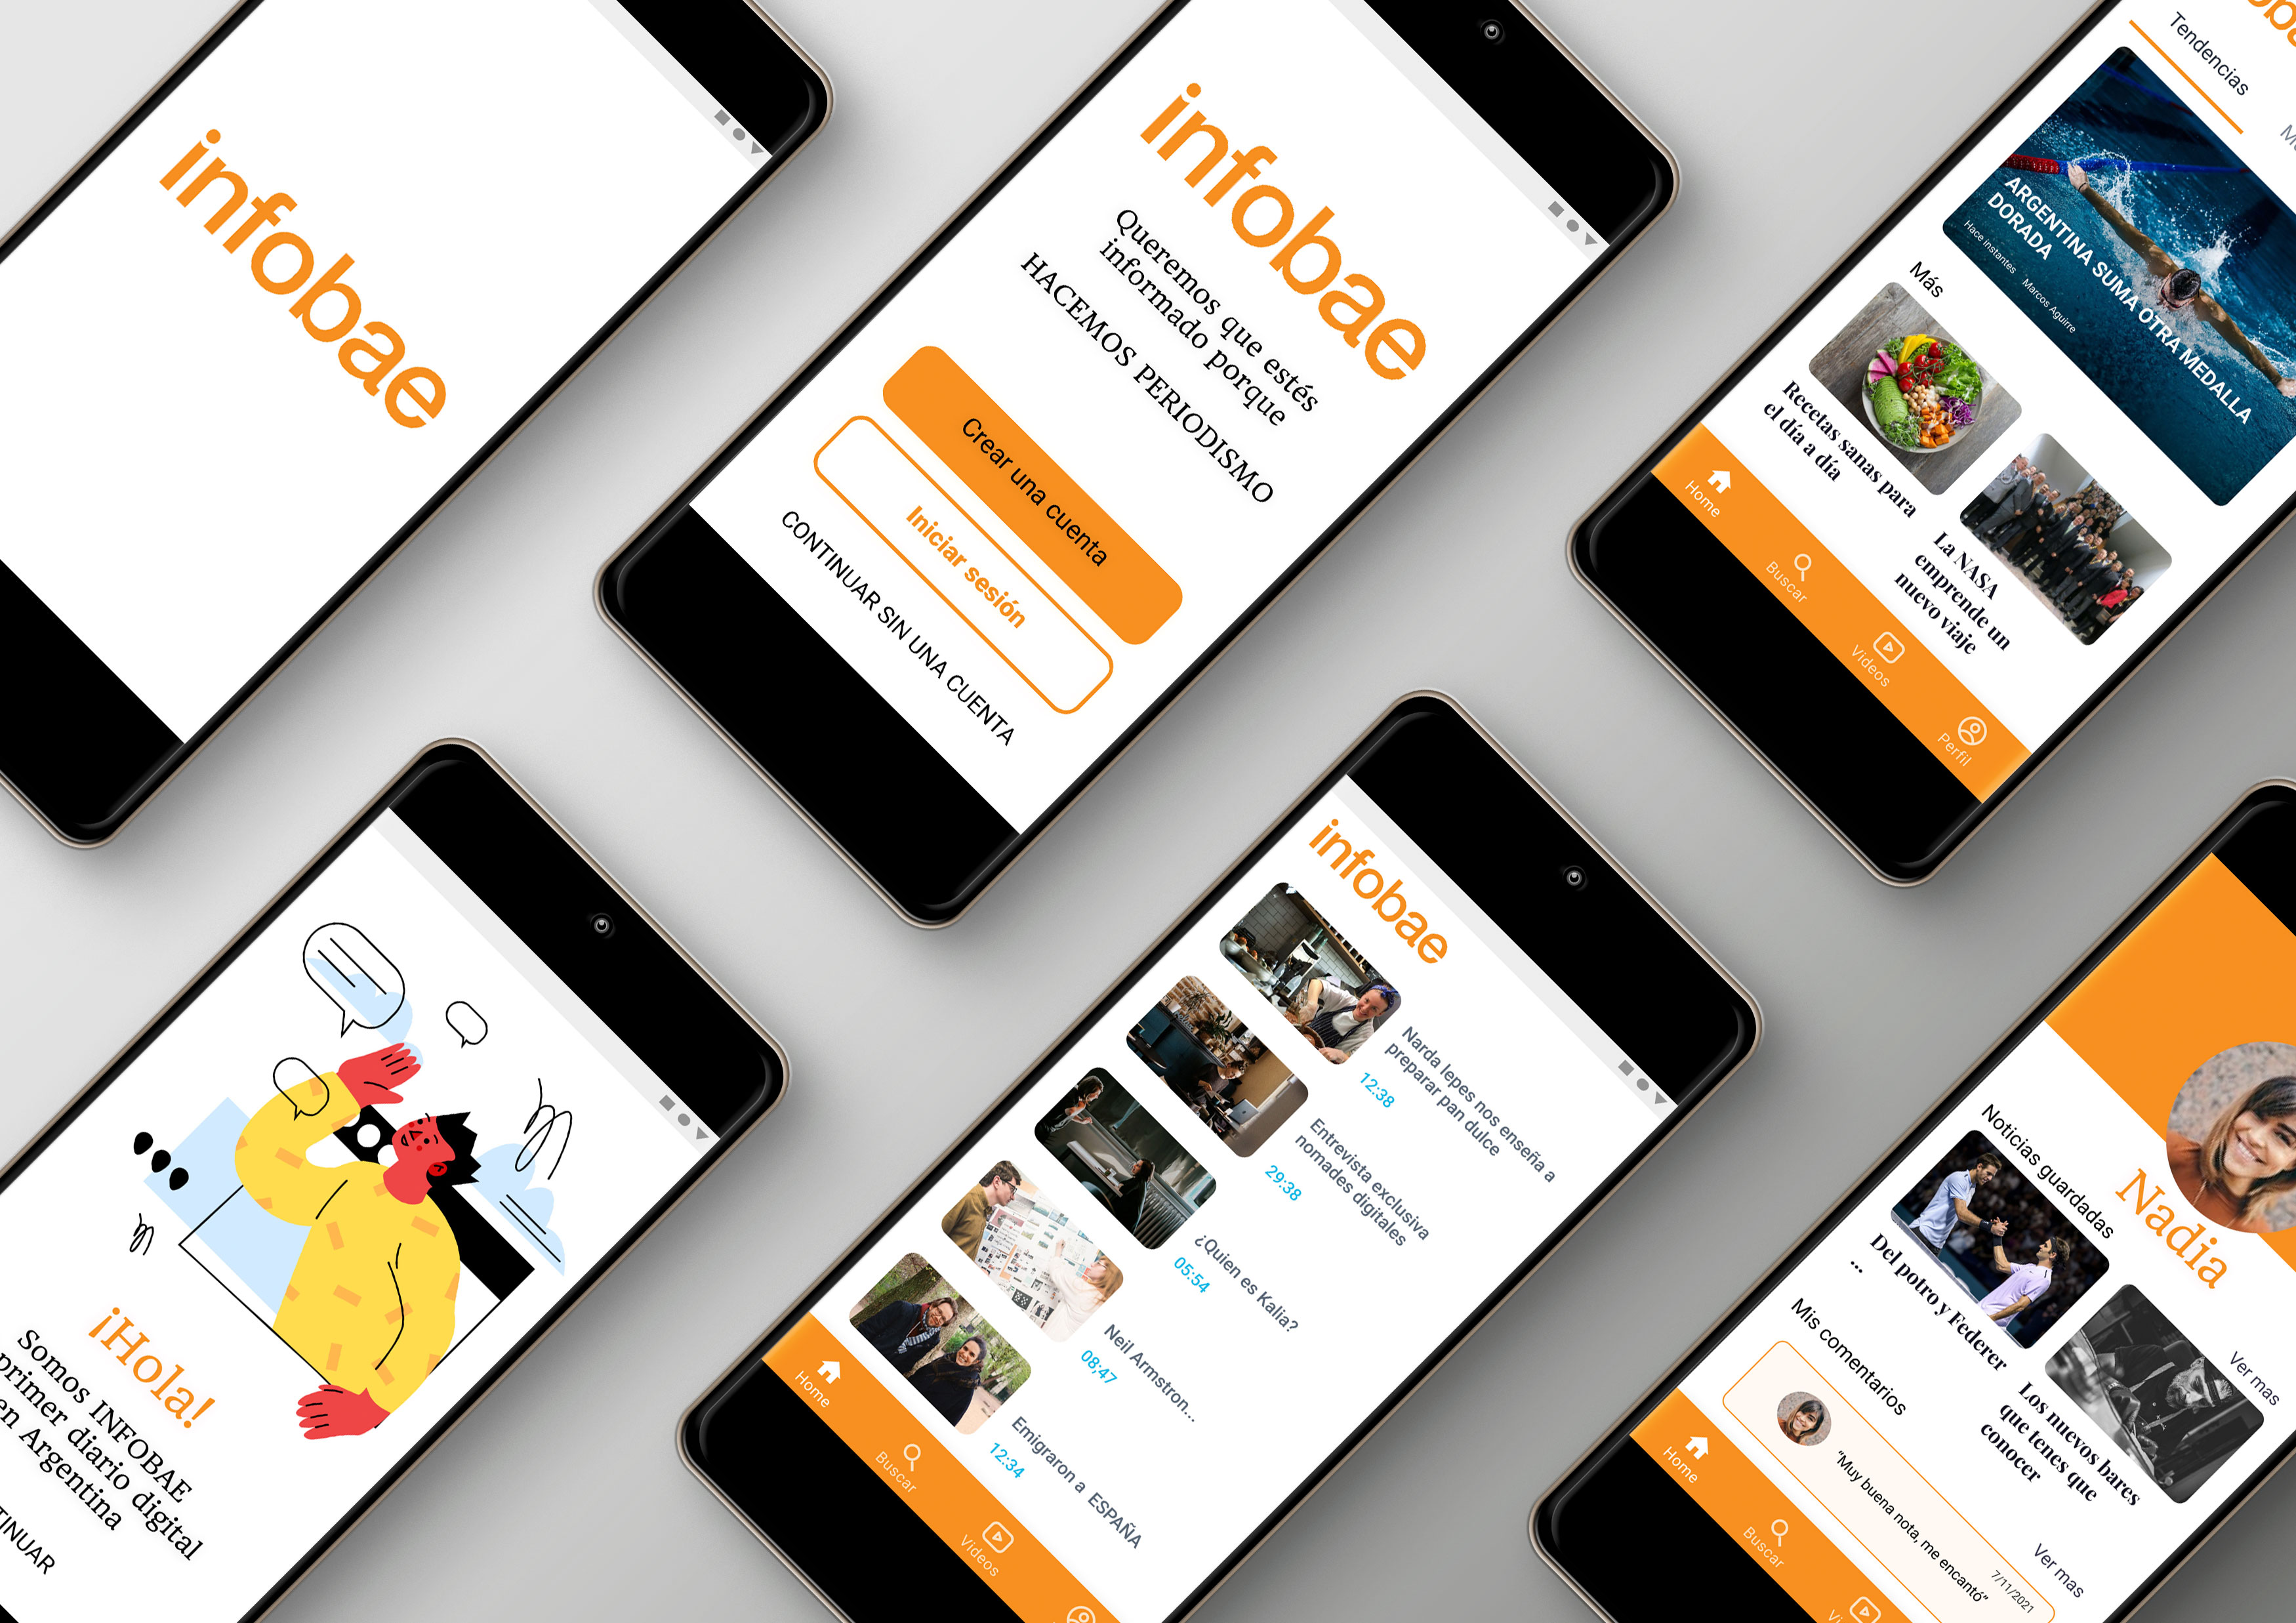 infobae
infobae
Queremos que estés
informado porque
HACEMOS PERIODISMO
Crear una cuenta
Iniciar sesión
CONTINUAR SIN UNA CUENTA
Tendencias
ARGENTINA SUMA OTRA MEDALLA
DORADA
Hace instantes Marcos Aguirre
Más
Recetas sanas para
el día a día
La NASA
emprende un
nuevo viaje
Home
Buscar
Videos
Perfil
¡Hola!
Somos INFOBAE
primer diario digital
en Argentina
infobae
Narda lepes nos enseña a
preparar pan dulce
12:38
Entrevista exclusiva
nomades digitales
29:38
¿Quien es Kalia?
05:54
Neil Armstron...
08;47
Emigraron a ESPAÑA
12:34
Home
Buscar
Videos
Nadia
Noticias guardadas
Del potro y Federer
...
Los nuevos bares
que tenes que
conocer
Ver mas
Mis comentarios
"Muy buena nota, me encantó"
7/11/2021
Ver mas
Home
Buscar